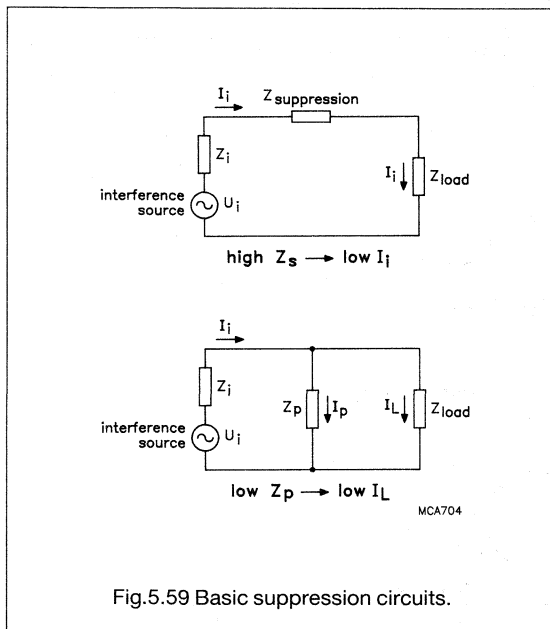 I_i
Z_suppression
Z_i
I_i
Z_load
interference
source
U_i
high Z_s → low I_i
I_i
Z_i
Z_p
I_p
I_L
Z_load
interference
source
U_i
low Z_p → low I_L
MCA704
Fig.5.59 Basic suppression circuits.